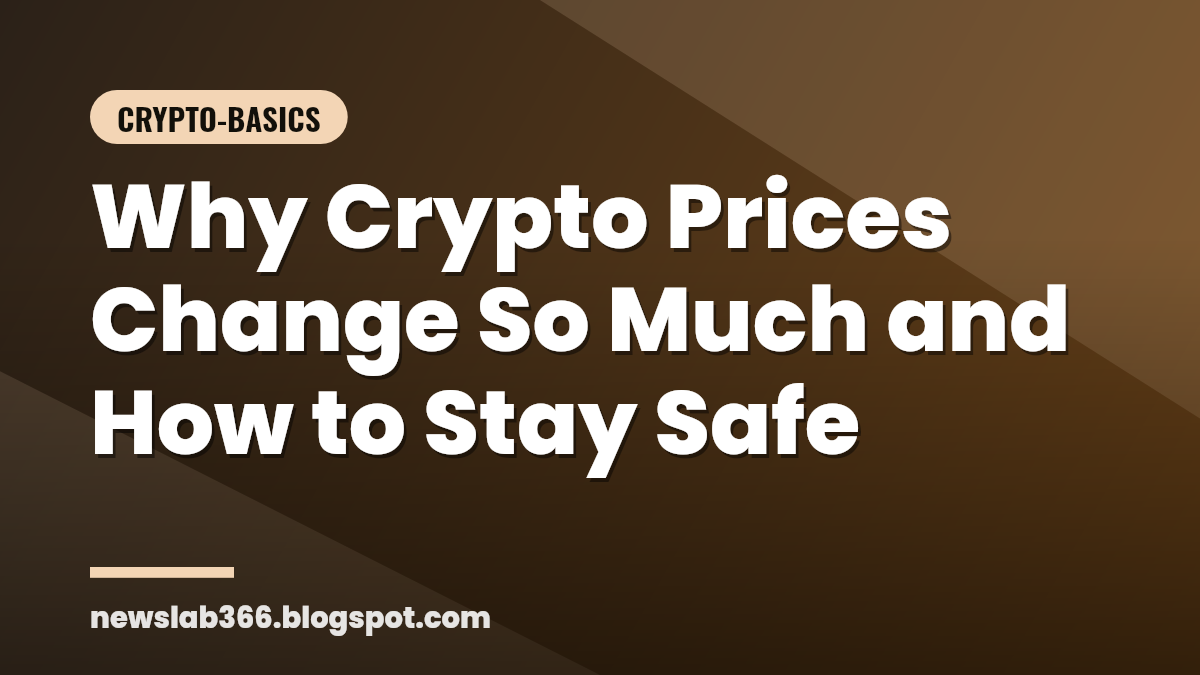 CRYPTO-BASICS
Why Crypto Prices
Change So Much and
How to Stay Safe
newslab366.blogspot.com